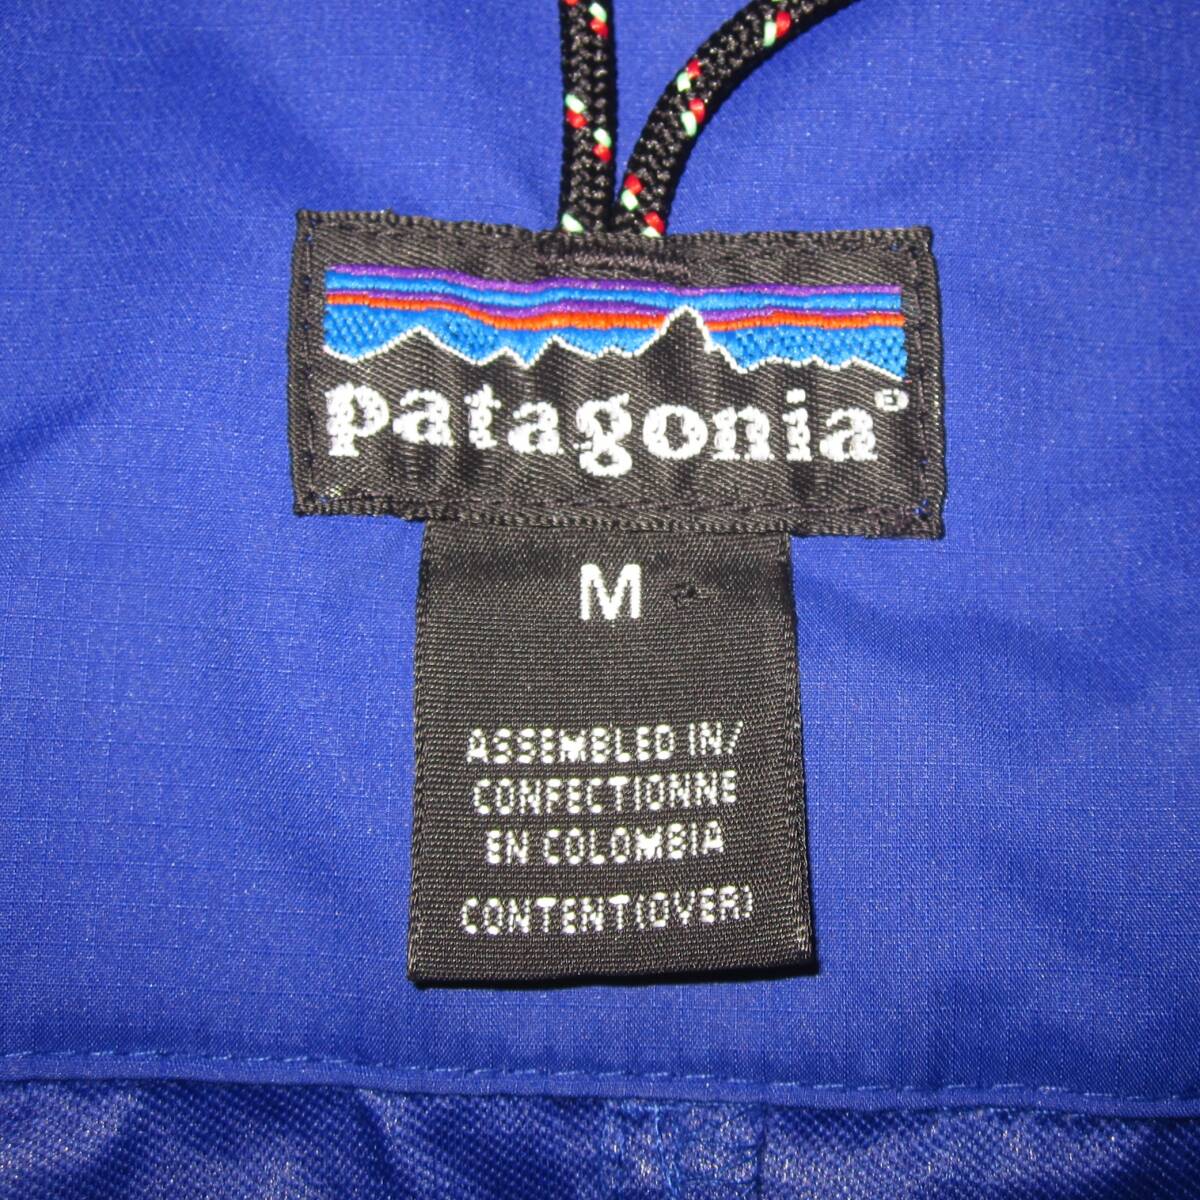 patagonia®
M
ASSEMBLED IN/
CONFECTIONNE
EN COLOMBIA
CONTENT(OVER)